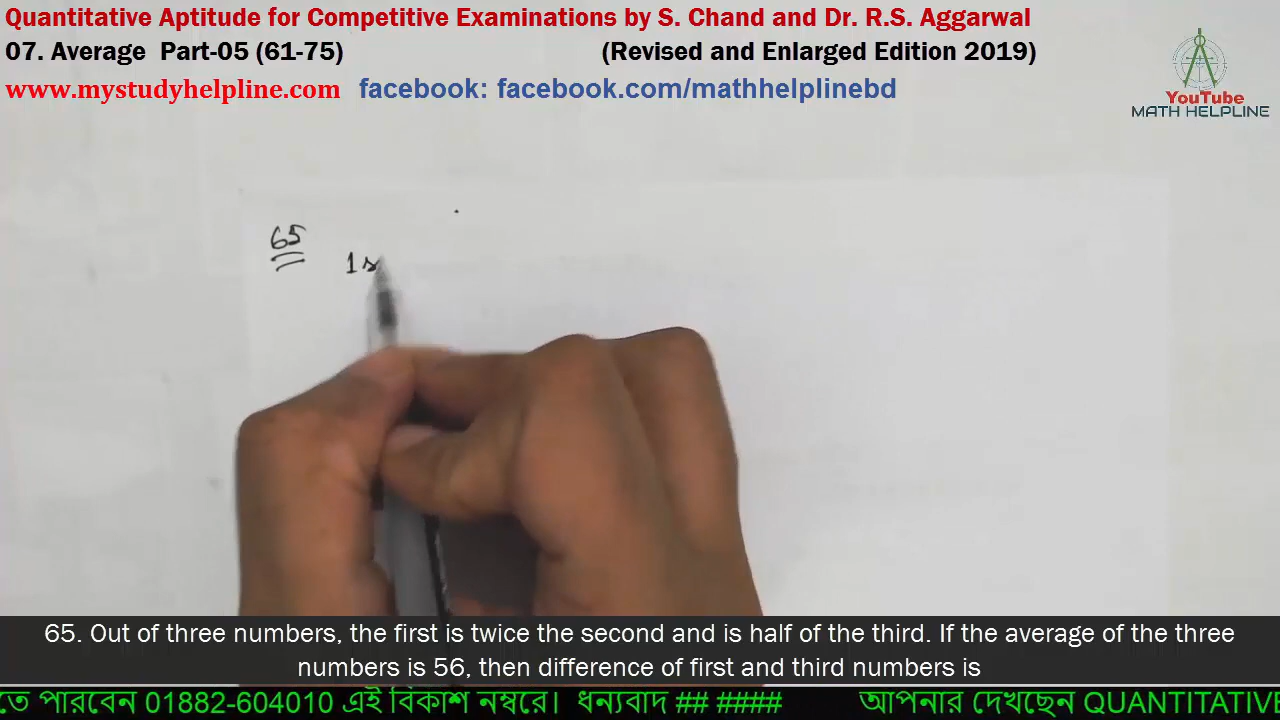 Quantitative Aptitude for Competitive Examinations by S. Chand and Dr. R.S. Aggarwal
07. Average Part-05 (61-75) (Revised and Enlarged Edition 2019)
www.mystudyhelpline.com facebook: facebook.com/mathhelplinebd
YouTube
MATH HELPLINE
65
1s
65. Out of three numbers, the first is twice the second and is half of the third. If the average of the three
numbers is 56, then difference of first and third numbers is
তে পারবেন 01882-604010 এই বিকাশ নম্বরে। ধন্যবাদ ## #### আপনার দেখছেন QUANTITATIVE